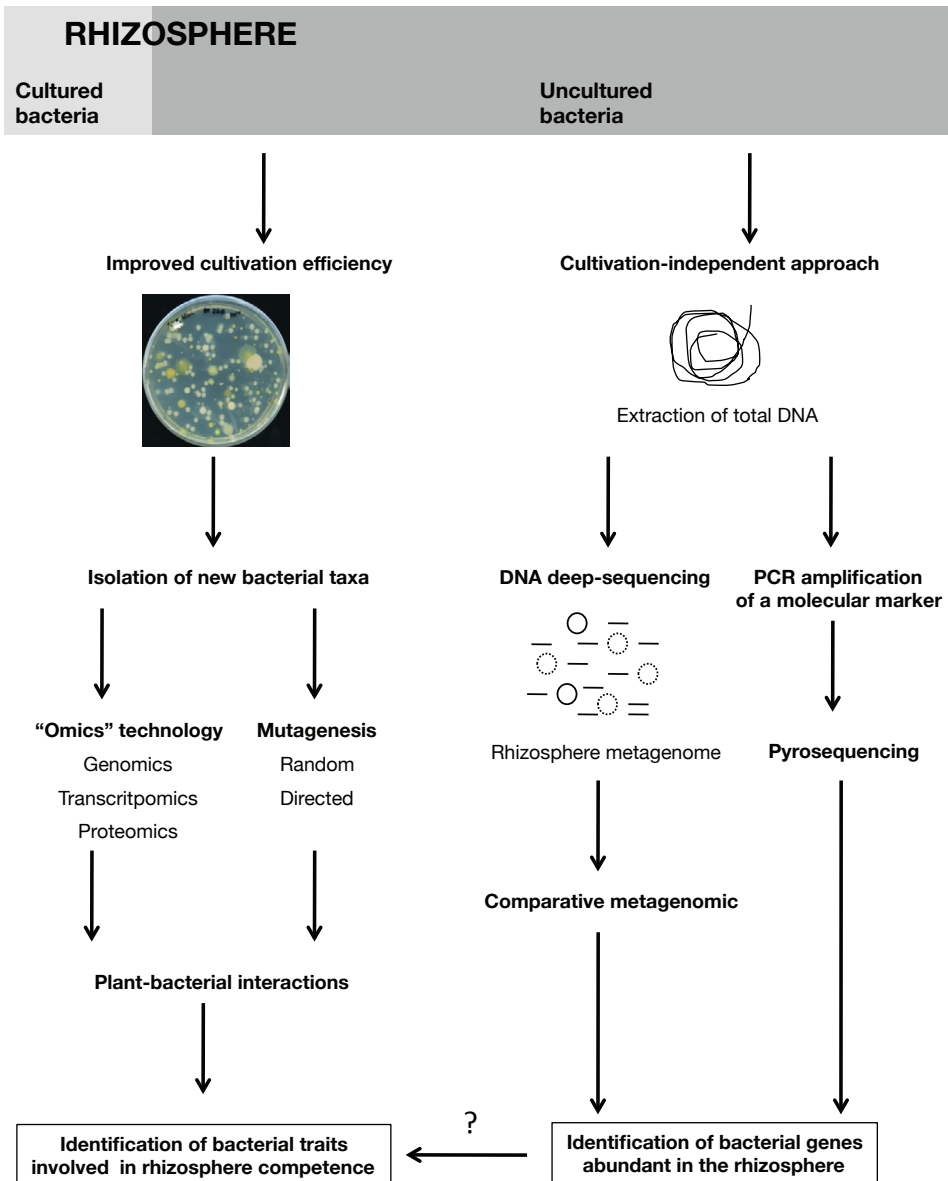 RHIZOSPHERE
Cultured
bacteria
Uncultured
bacteria
Improved cultivation efficiency
Cultivation-independent approach
Extraction of total DNA
Isolation of new bacterial taxa
DNA deep-sequencing
PCR amplification
of a molecular marker
“Omics” technology
Genomics
Transcritpomics
Proteomics
Mutagenesis
Random
Directed
Rhizosphere metagenome
Pyrosequencing
Comparative metagenomic
Plant-bacterial interactions
?
Identification of bacterial traits
involved in rhizosphere competence
Identification of bacterial genes
abundant in the rhizosphere